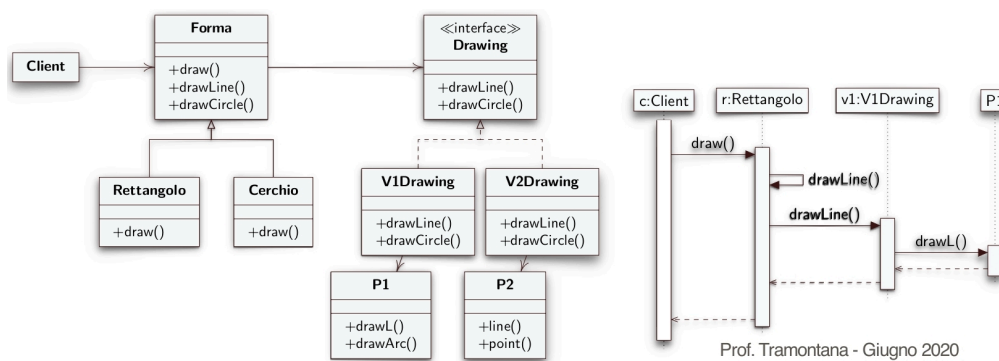 Client
Forma
+draw()
+drawLine()
+drawCircle()
≪interface≫
Drawing
+drawLine()
+drawCircle()
Rettangolo
+draw()
Cerchio
+draw()
V1Drawing
+drawLine()
+drawCircle()
V2Drawing
+drawLine()
+drawCircle()
P1
+drawL()
+drawArc()
P2
+line()
+point()
c:Client
r:Rettangolo
v1:V1Drawing
P1
draw()
drawLine()
drawLine()
drawL()
Prof. Tramontana - Giugno 2020